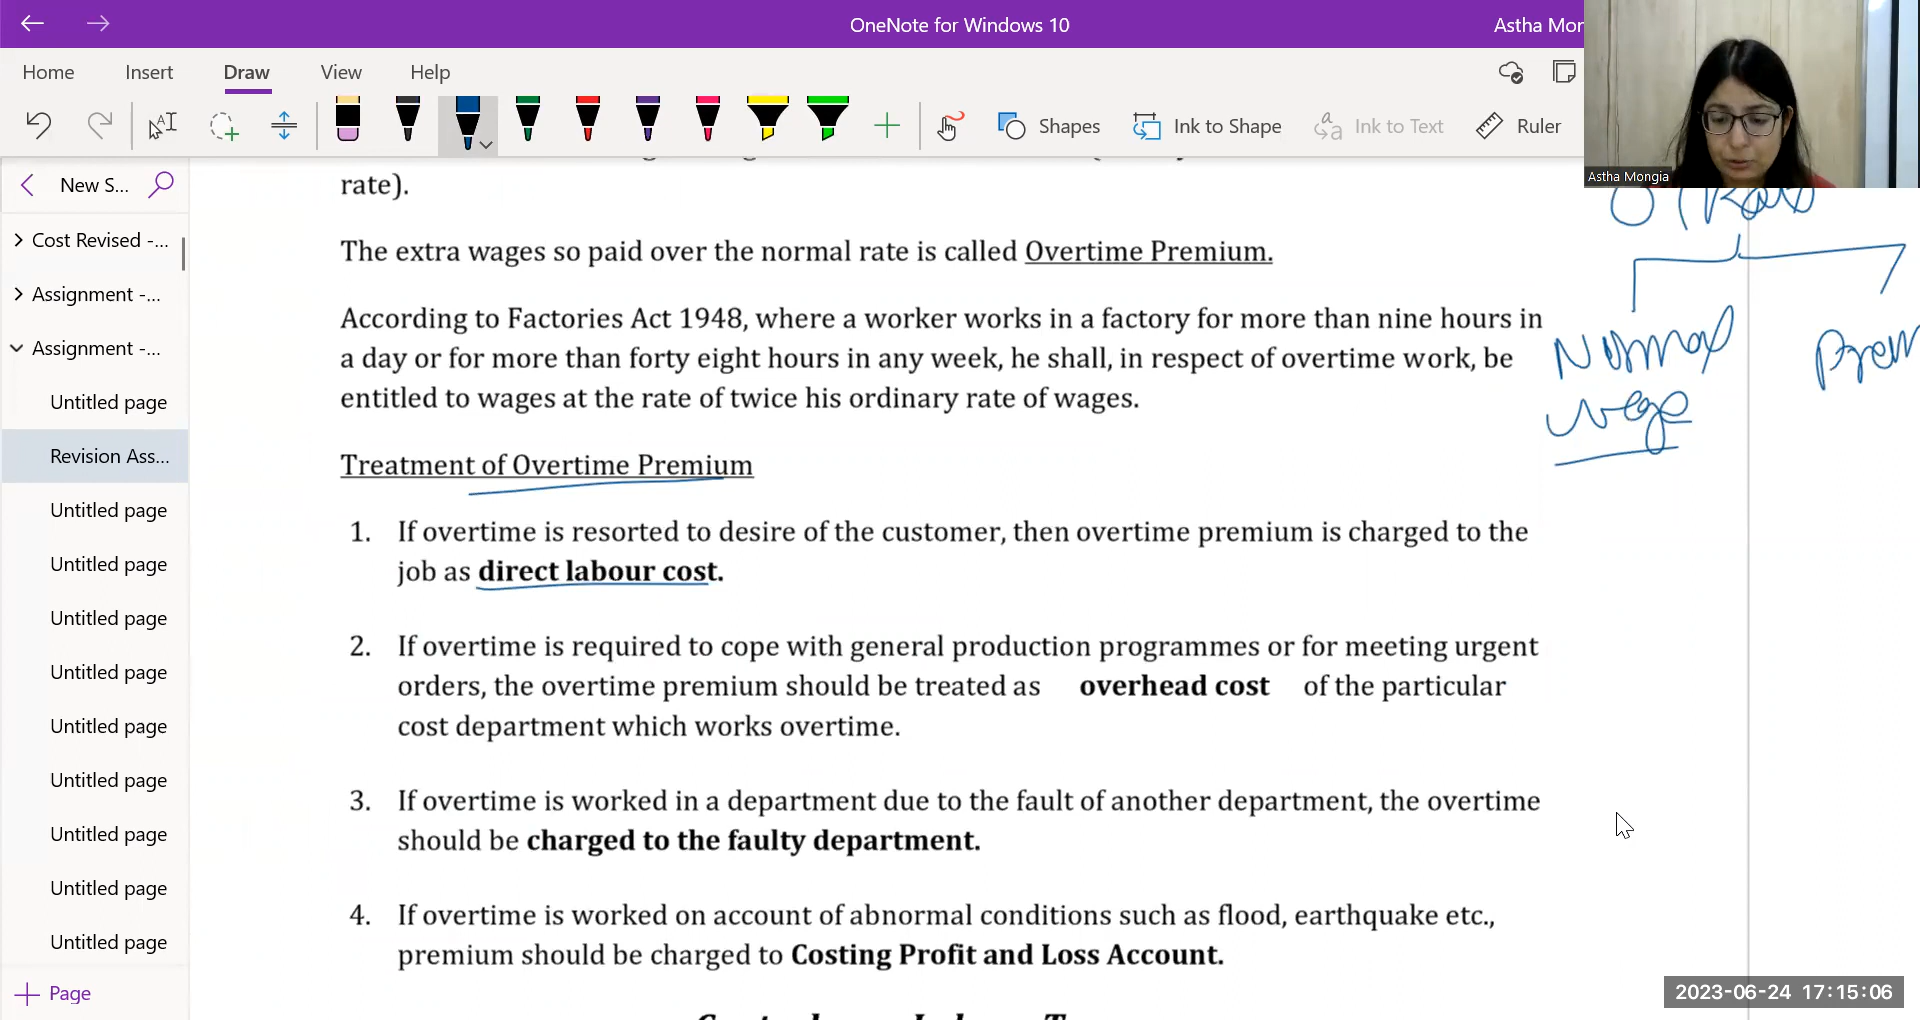 OneNote for Windows 10
Astha Mon
Home Insert Draw View Help
Shapes Ink to Shape Ink to Text Ruler
Astha Mongia
New S...
Cost Revised -...
Assignment -...
Assignment -...
Untitled page
Revision Ass...
Untitled page
Untitled page
Untitled page
Untitled page
Untitled page
Untitled page
Untitled page
Untitled page
Untitled page
Page
rate).
The extra wages so paid over the normal rate is called Overtime Premium.
According to Factories Act 1948, where a worker works in a factory for more than nine hours in
a day or for more than forty eight hours in any week, he shall, in respect of overtime work, be
entitled to wages at the rate of twice his ordinary rate of wages.
Treatment of Overtime Premium
1. If overtime is resorted to desire of the customer, then overtime premium is charged to the
job as direct labour cost.
2. If overtime is required to cope with general production programmes or for meeting urgent
orders, the overtime premium should be treated as overhead cost of the particular
cost department which works overtime.
3. If overtime is worked in a department due to the fault of another department, the overtime
should be charged to the faulty department.
4. If overtime is worked on account of abnormal conditions such as flood, earthquake etc.,
premium should be charged to Costing Profit and Loss Account.
Normal
Wage
Prem
2023-06-24 17:15:06